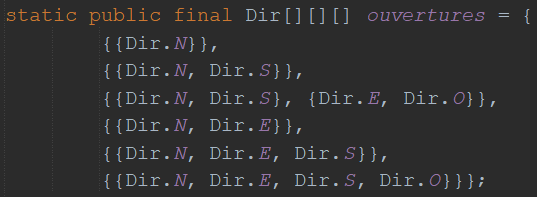 static public final Dir[][][] ouvertures = {
{{Dir.N}},
{{Dir.N, Dir.S}},
{{Dir.N, Dir.S}, {Dir.E, Dir.O}},
{{Dir.N, Dir.E}},
{{Dir.N, Dir.E, Dir.S}},
{{Dir.N, Dir.E, Dir.S, Dir.O}}};